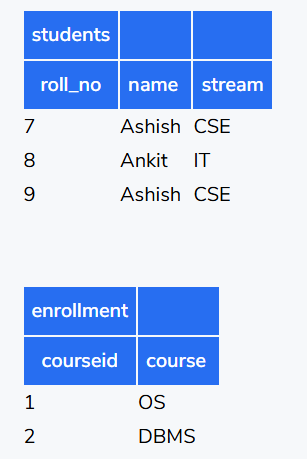 students
roll_no name stream
7 Ashish CSE
8 Ankit IT
9 Ashish CSE
enrollment
courseid course
1 OS
2 DBMS